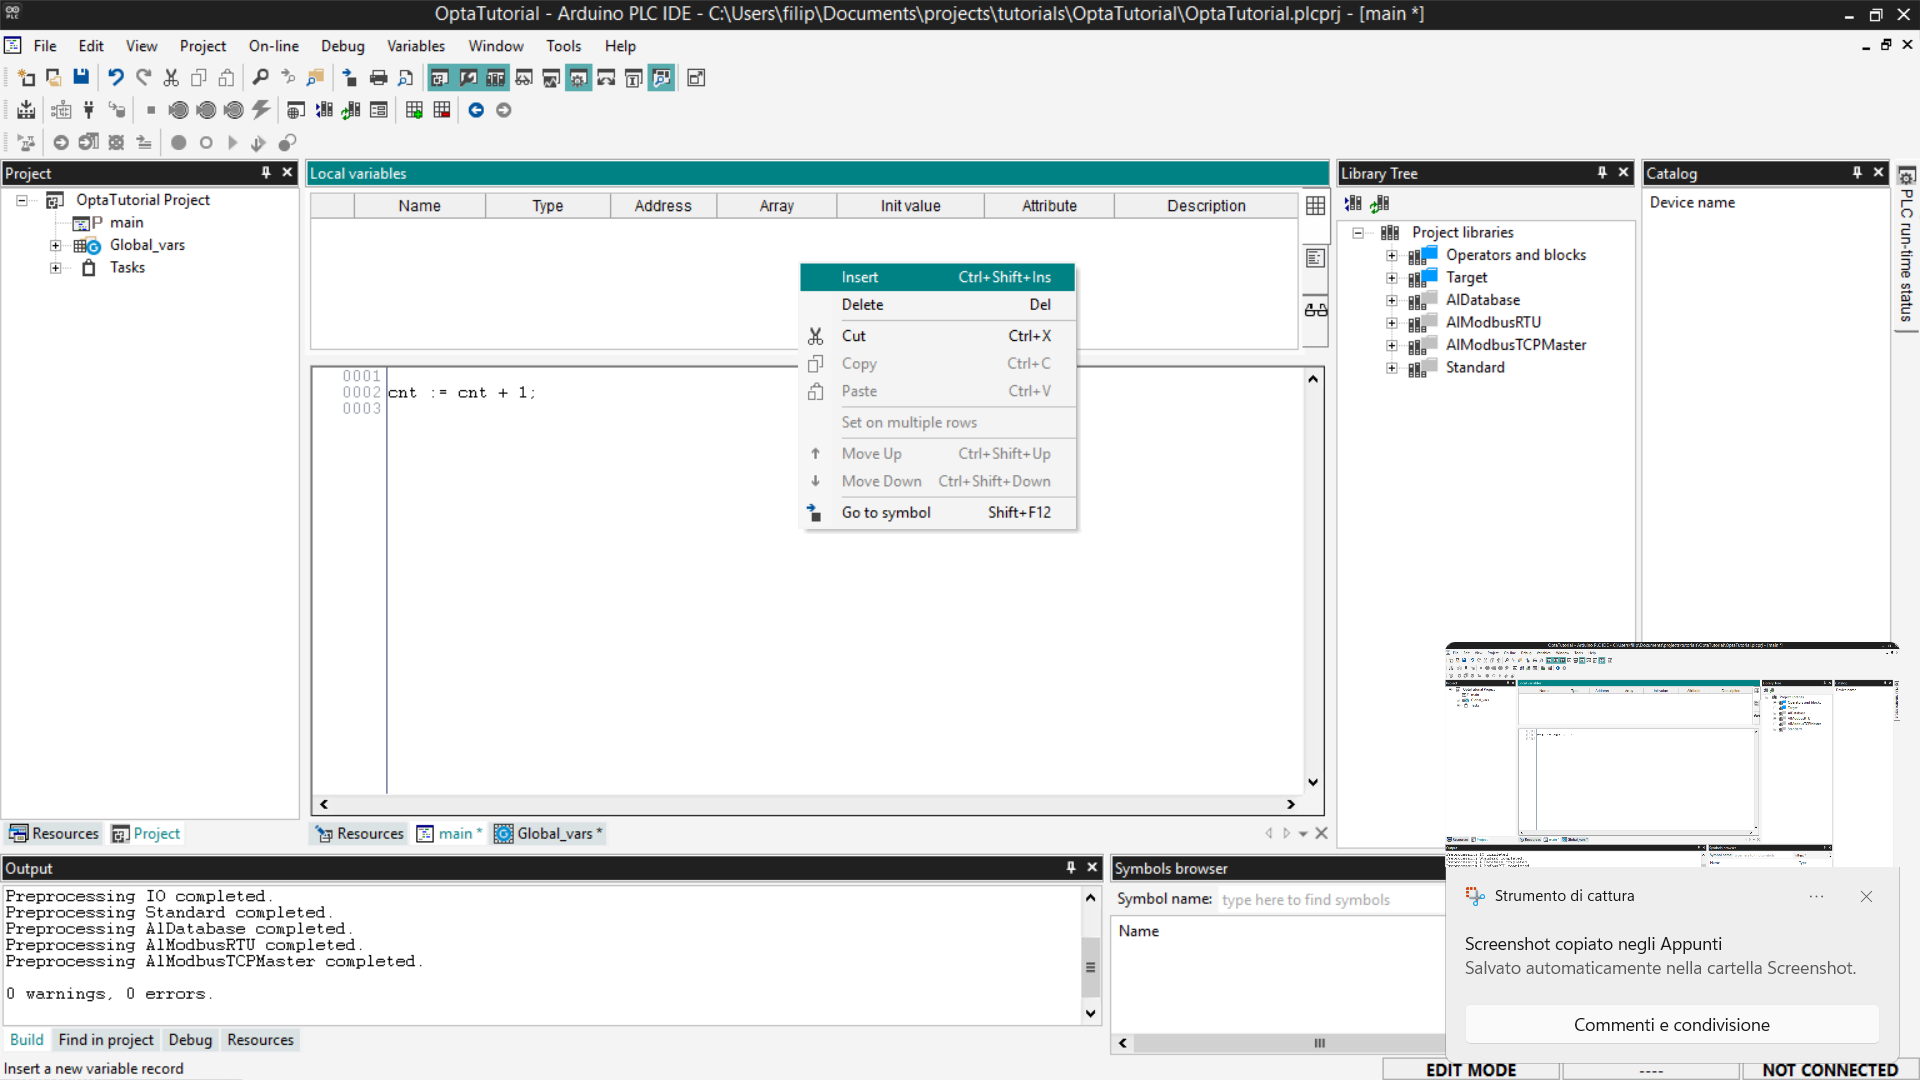 OptaTutorial - Arduino PLC IDE - C:\Users\filip\Documents\projects\tutorials\OptaTutorial\OptaTutorial.plcprj - [main *]
File Edit View Project On-line Debug Variables Window Tools Help
Project
OptaTutorial Project
main
Global_vars
Tasks
Resources Project
Local variables
Name Type Address Array Init value Attribute Description
Insert Ctrl+Shift+Ins
Delete Del
Cut Ctrl+X
Copy Ctrl+C
Paste Ctrl+V
Set on multiple rows
Move Up Ctrl+Shift+Up
Move Down Ctrl+Shift+Down
Go to symbol Shift+F12
0001
0002 cnt := cnt + 1;
0003
Resources main * Global_vars *
Library Tree
Project libraries
Operators and blocks
Target
AlDatabase
AlModbusRTU
AlModbusTCPMaster
Standard
Catalog
Device name
PLC run-time status
Output
Preprocessing IO completed.
Preprocessing Standard completed.
Preprocessing AlDatabase completed.
Preprocessing AlModbusRTU completed.
Preprocessing AlModbusTCPMaster completed.
0 warnings, 0 errors.
Build Find in project Debug Resources
Symbols browser
Symbol name: type here to find symbols
Name
Strumento di cattura
Screenshot copiato negli Appunti
Salvato automaticamente nella cartella Screenshot.
Commenti e condivisione
Insert a new variable record
EDIT MODE ---- NOT CONNECTED